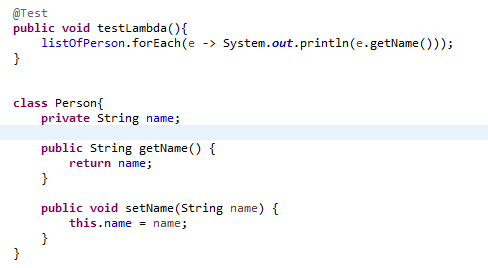 @Test
public void testLambda(){
    listOfPerson.forEach(e -> System.out.println(e.getName()));
}
class Person{
    private String name;
    public String getName() {
        return name;
    }
    public void setName(String name) {
        this.name = name;
    }
}